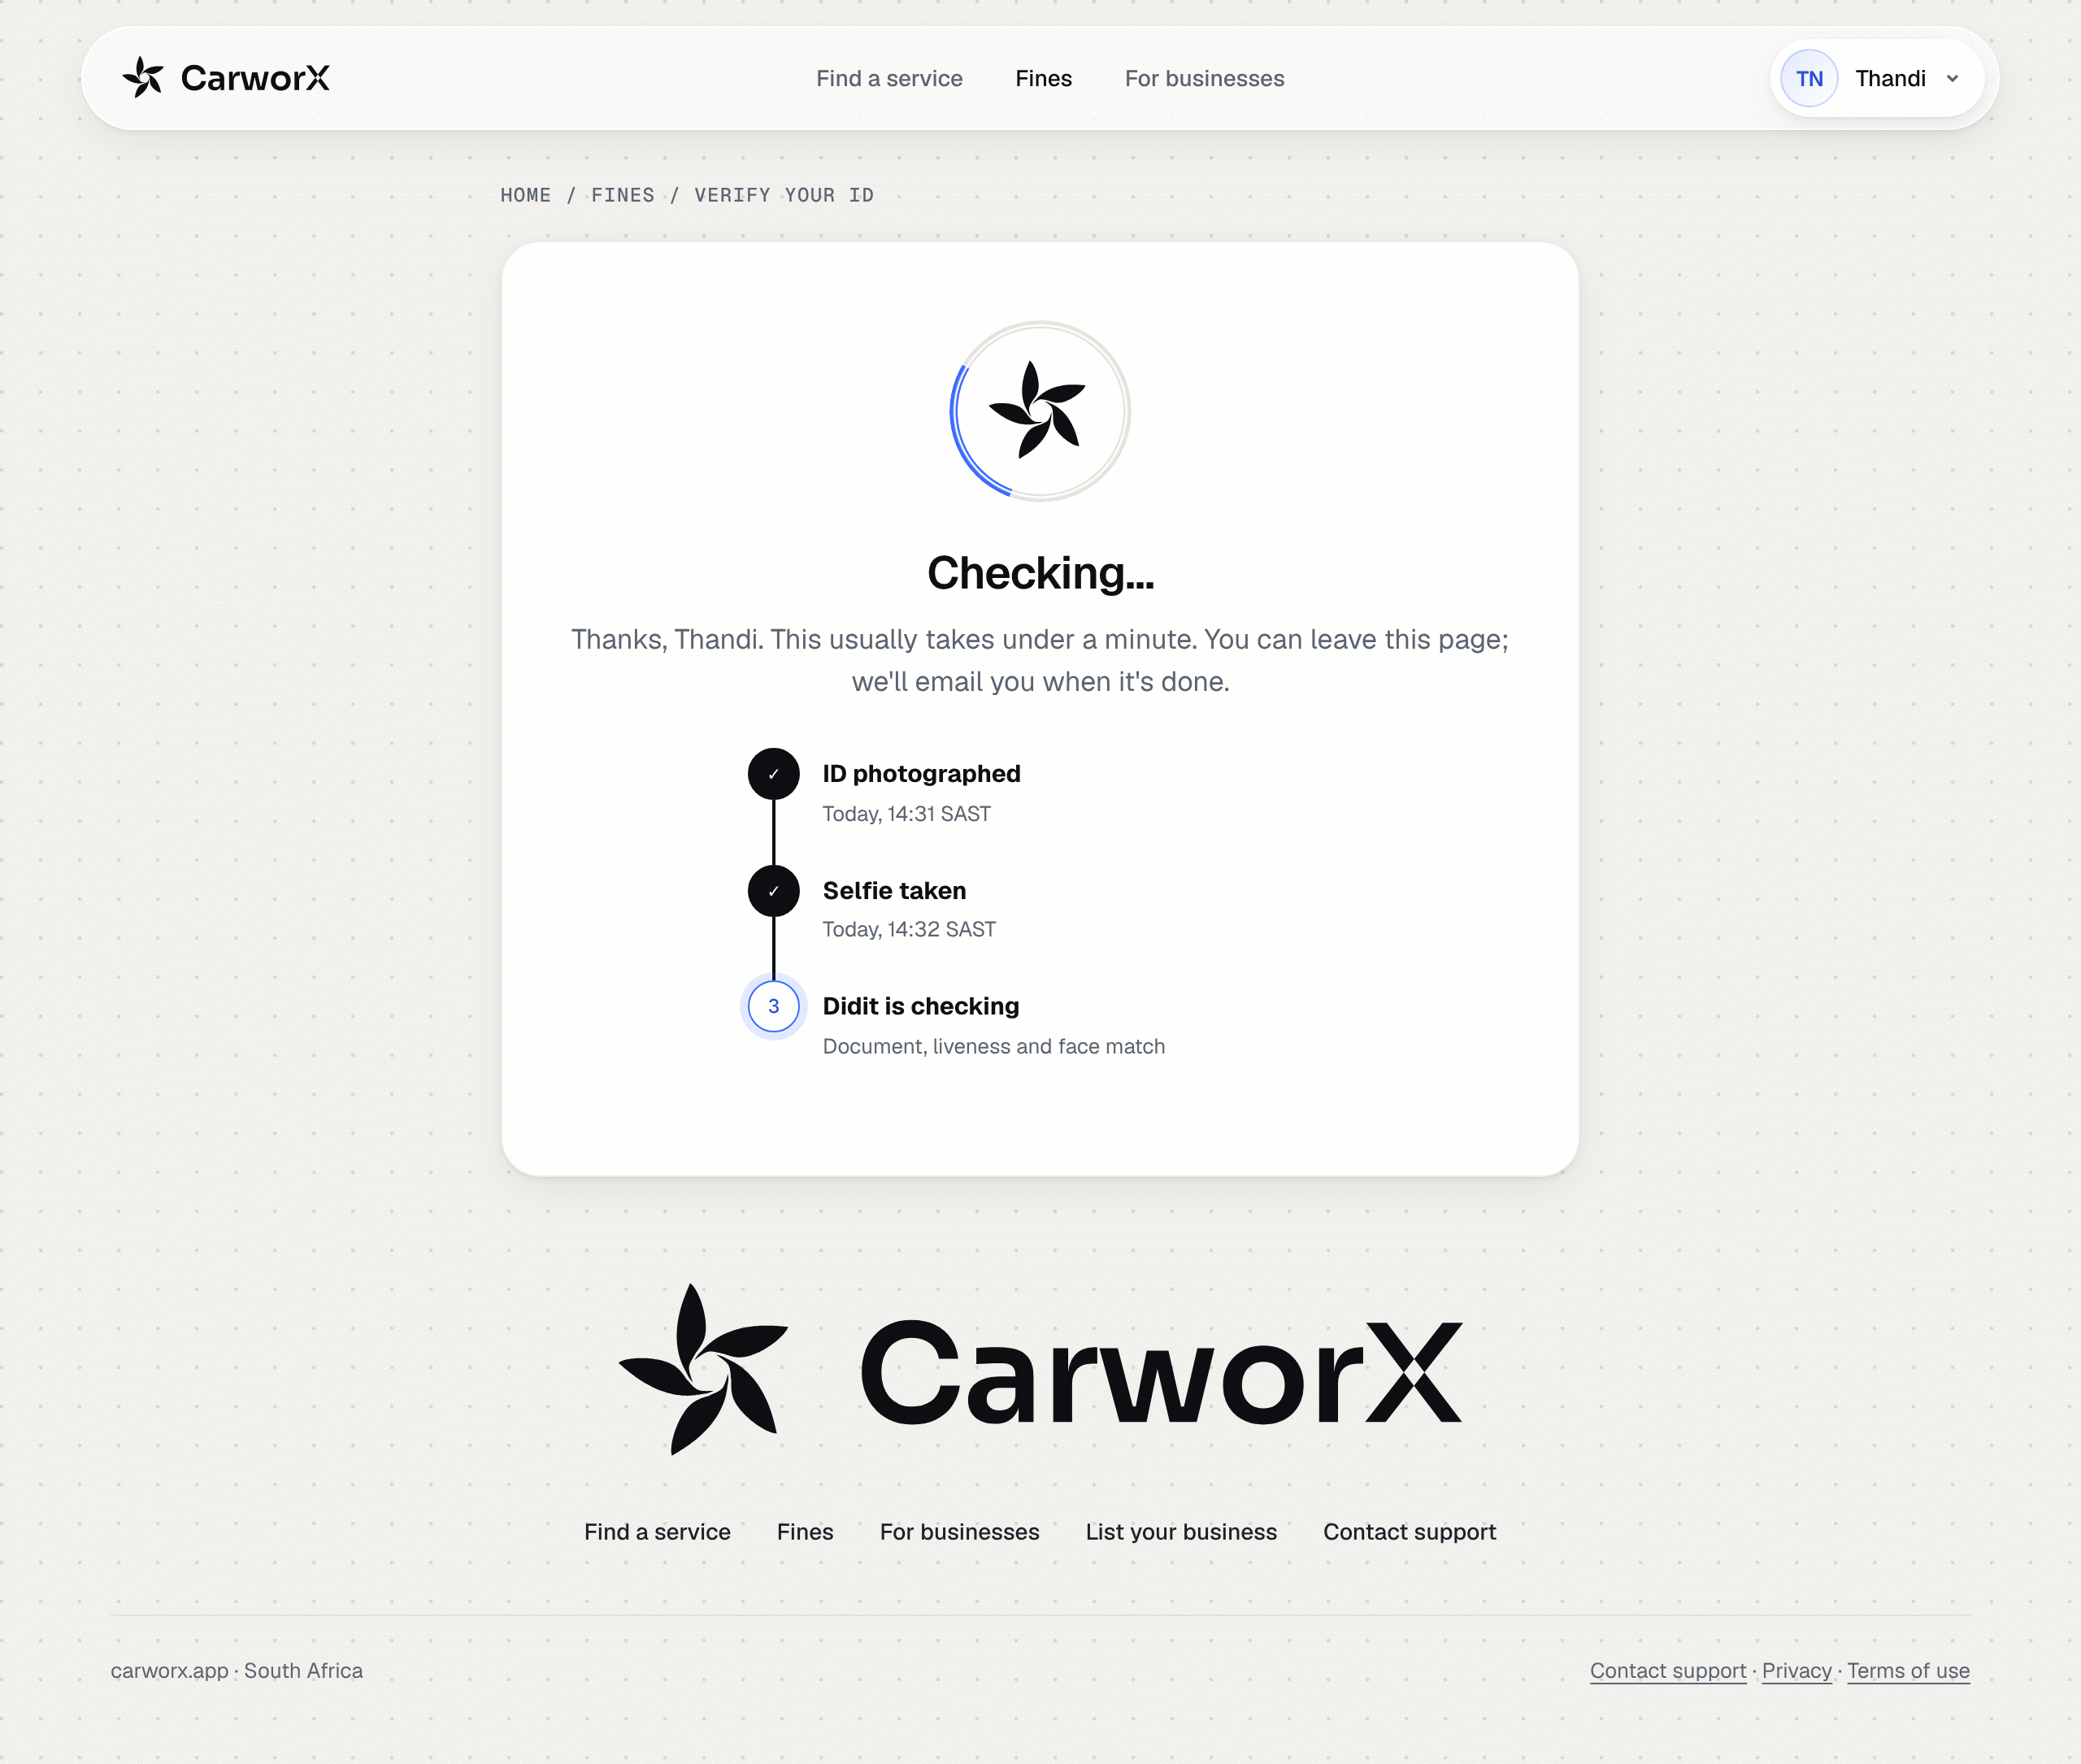 CarworX
Find a service
Fines
For businesses
TN
Thandi
HOME / FINES / VERIFY YOUR ID
Checking...
Thanks, Thandi. This usually takes under a minute. You can leave this page;
we'll email you when it's done.
✓
ID photographed
Today, 14:31 SAST
✓
Selfie taken
Today, 14:32 SAST
3
Didit is checking
Document, liveness and face match
CarworX
Find a service
Fines
For businesses
List your business
Contact support
carworx.app · South Africa
Contact support · Privacy · Terms of use